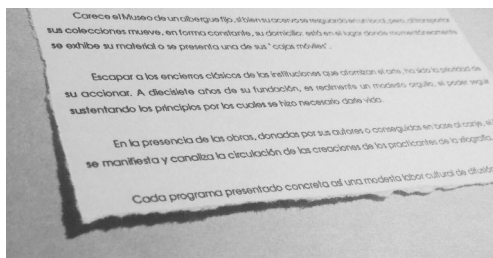 Carece el Museo de un albergue fijo, si bien su acervo se resguarda en un local, pero, al transportar
sus colecciones mueve, en forma constante, su domicilio: está en el lugar donde momentáneamente
se exhibe su material o se presenta una de sus "cajas móviles".
Escapar a los encierros clásicos de las instituciones que atomizan el arte, ha sido la prioridad de
su accionar. A diecisiete años de su fundación, es realmente un modesto orgullo, el poder seguir
sustentando los principios por los cuales se hizo necesario darle vida.
En la presencia de las obras, donadas por sus autores o conseguidas en base al canje, el
se manifiesta y canaliza la circulación de las creaciones de los practicantes de la xilografía.
Cada programa presentado concreta así una modesta labor cultural de difusión